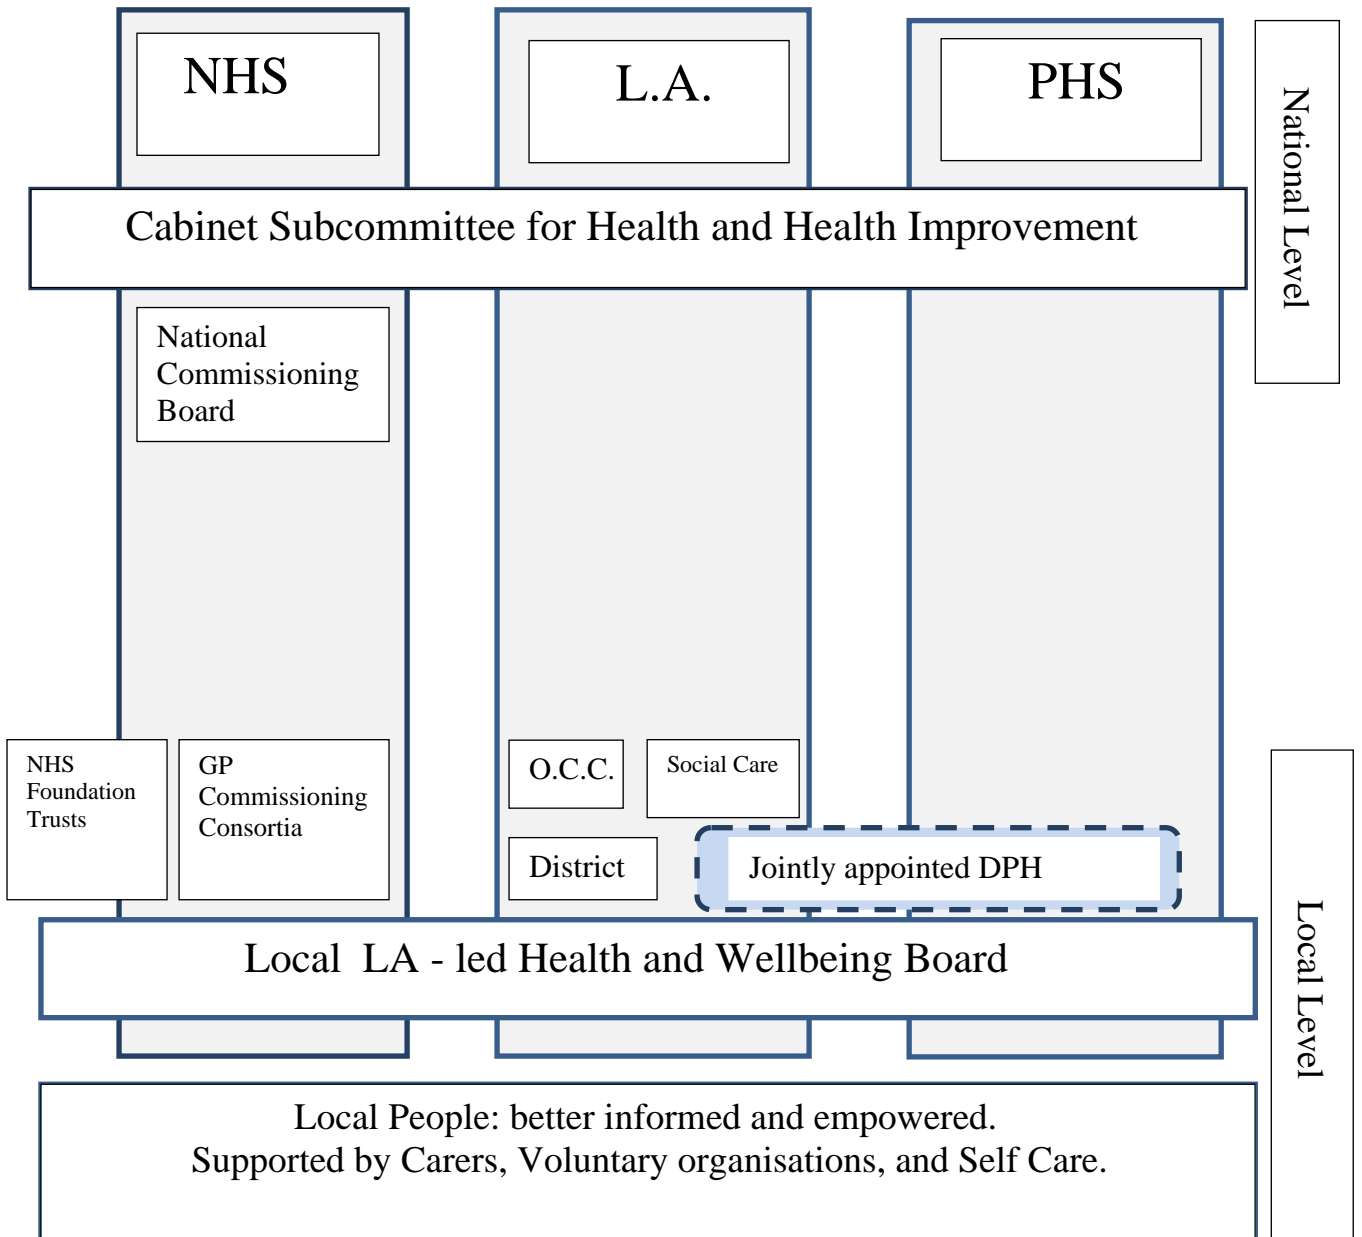 NHS
L.A.
PHS
National Level
Cabinet Subcommittee for Health and Health Improvement
National
Commissioning
Board
NHS
Foundation
Trusts
GP
Commissioning
Consortia
O.C.C.
Social Care
District
Jointly appointed DPH
Local LA - led Health and Wellbeing Board
Local Level
Local People: better informed and empowered.
Supported by Carers, Voluntary organisations, and Self Care.